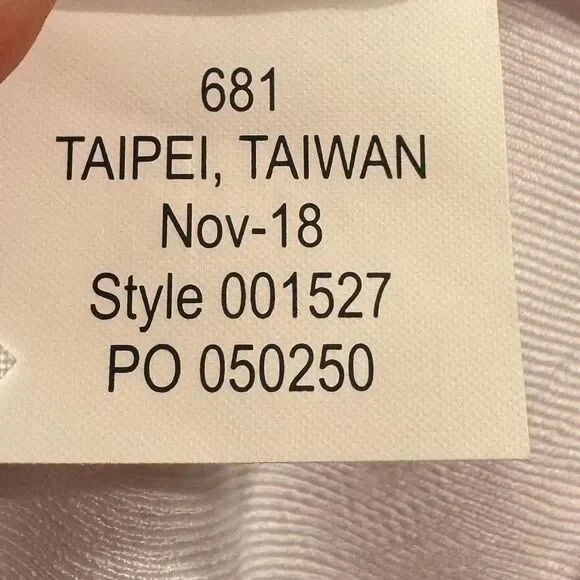 681
TAIPEI, TAIWAN
Nov-18
Style 001527
PO 050250